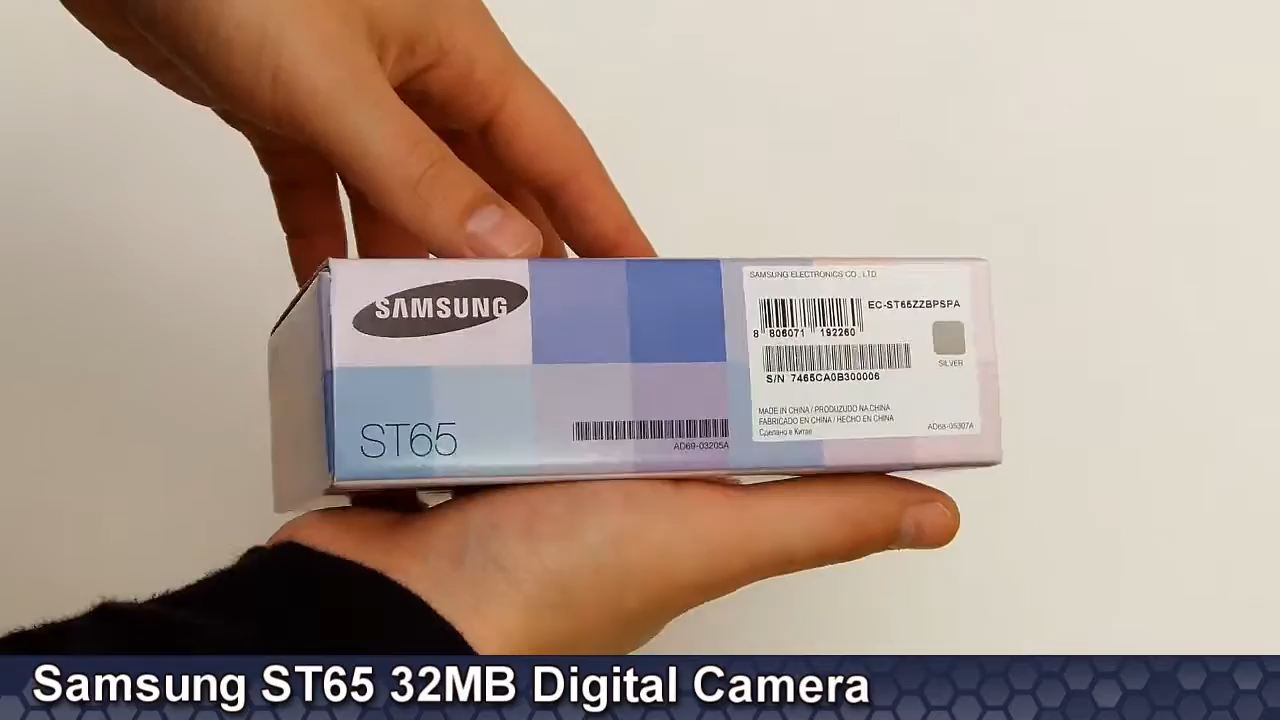 SAMSUNG
ST65
AD69-03205A
SAMSUNG ELECTRONICS CO., LTD
EC-ST65ZZBPSPA
8 806071 192260
SILVER
S/N 7465CA0B300006
MADE IN CHINA / PRODUZUDO NA CHINA
FABRICADO EN CHINA / HECHO EN CHINA
Сделано в Китае
AD68-05307A
Samsung ST65 32MB Digital Camera